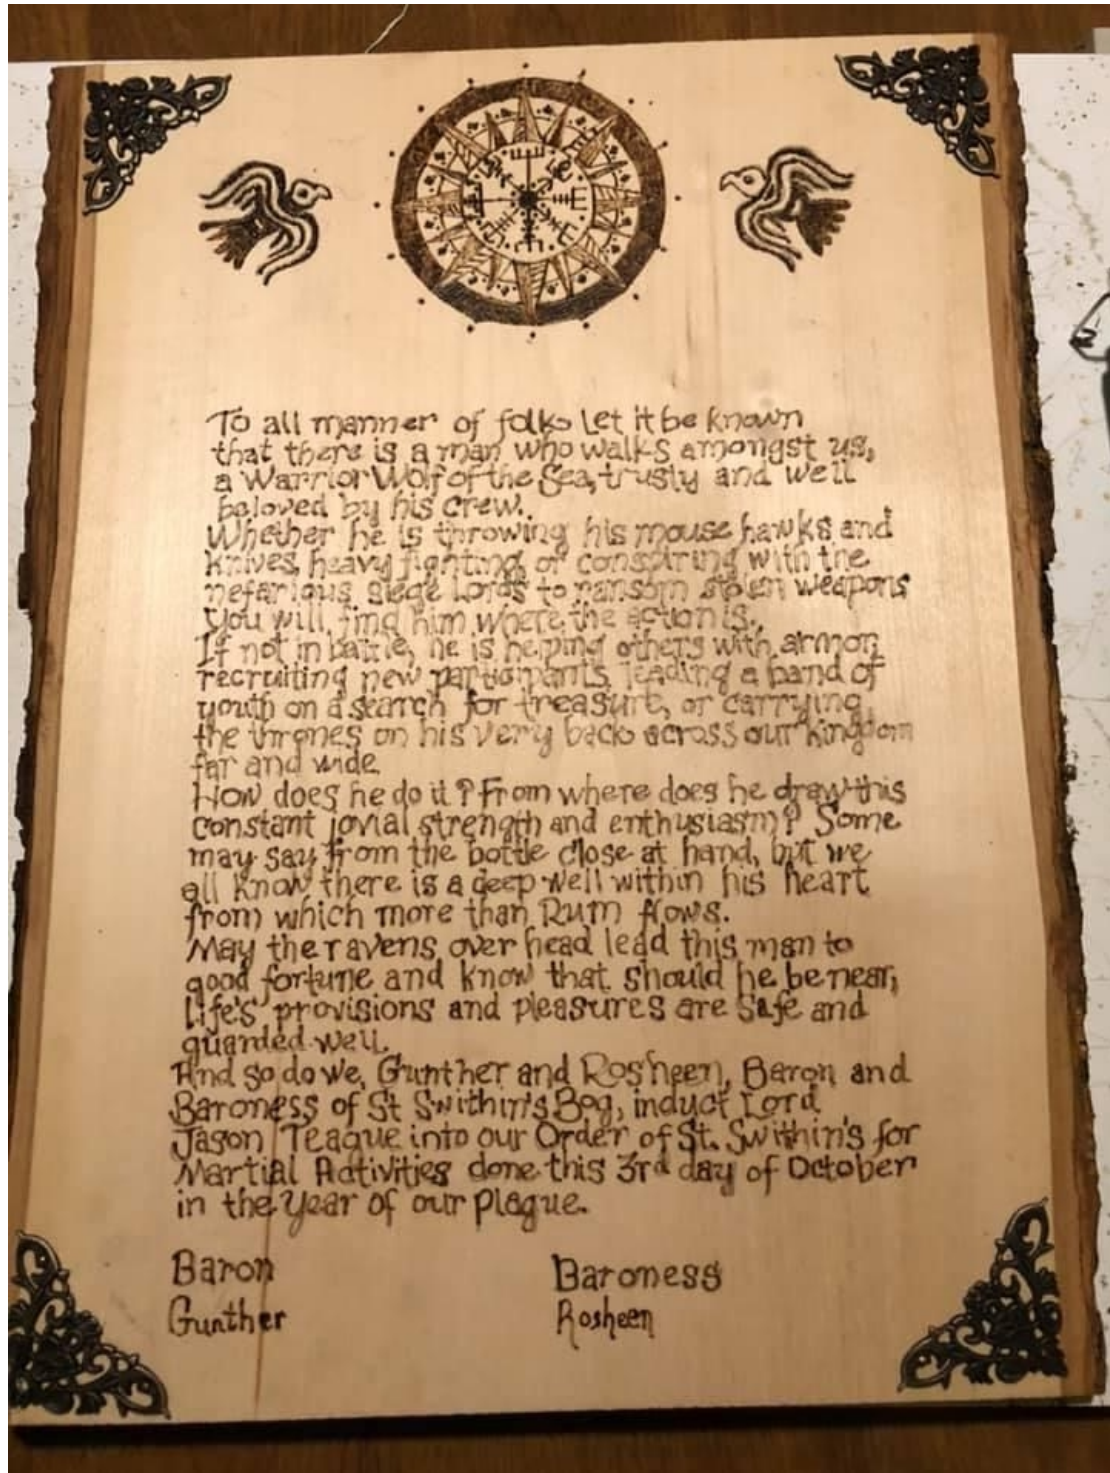 To all manner of folks Let it be known
that there is a man who walks amongst us,
a Warrior Wolf of the Sea, trusty and well
beloved by his crew.
Whether he is throwing his mouse hawks and
knives, heavy fighting, or conspiring with the
nefarious siege Lords to ransom stolen weapons
You will find him where the action is.
If not in battle, he is helping others with armor,
recruiting new participants, leading a band of
youth on a search for treasure, or carrying
the thrones on his very back across our kingdom
far and wide.
How does he do it? From where does he draw this
constant jovial strength and enthusiasm? Some
may say from the bottle close at hand, but we
all know there is a deep well within his heart
from which more than Rum flows.
May the ravens over head lead this man to
good fortune and know that should he be near,
life's provisions and pleasures are safe and
guarded well.
And so do we, Gunther and Rosheen, Baron and
Baroness of St Swithin's Bog, induct Lord
Jason Teague into our Order of St. Swithin's for
Martial Activities done this 3rd day of October
in the Year of our Plague.
Baron Baroness
Gunther Rosheen